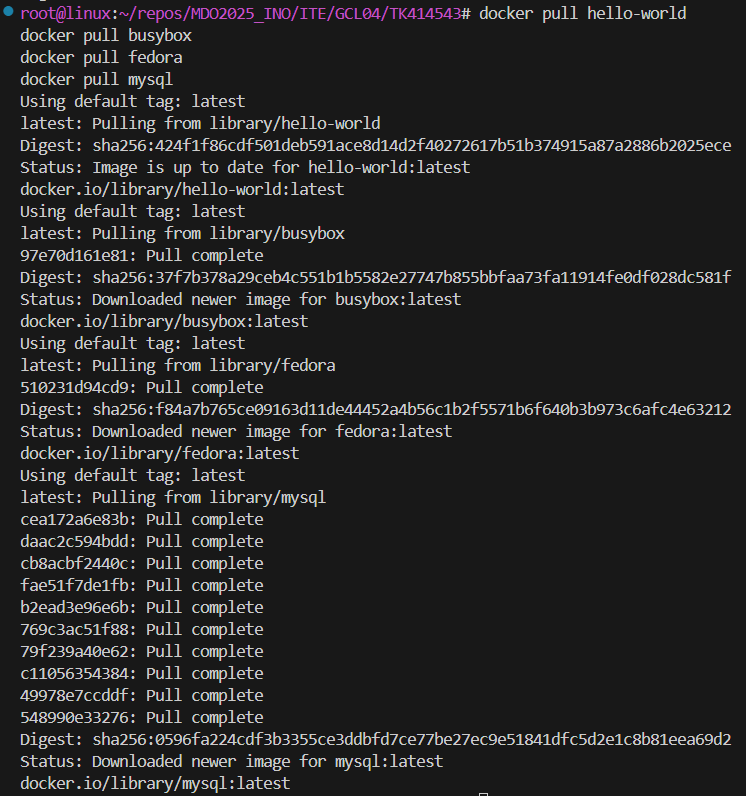 root@linux:~/repos/MDO2025_INO/ITE/GCL04/TK414543# docker pull hello-world
docker pull busybox
docker pull fedora
docker pull mysql
Using default tag: latest
latest: Pulling from library/hello-world
Digest: sha256:424f1f86cdf501deb591ace8d14d2f40272617b51b374915a87a2886b2025ece
Status: Image is up to date for hello-world:latest
docker.io/library/hello-world:latest
Using default tag: latest
latest: Pulling from library/busybox
97e70d161e81: Pull complete
Digest: sha256:37f7b378a29ceb4c551b1b5582e27747b855bbfaa73fa11914fe0df028dc581f
Status: Downloaded newer image for busybox:latest
docker.io/library/busybox:latest
Using default tag: latest
latest: Pulling from library/fedora
510231d94cd9: Pull complete
Digest: sha256:f84a7b765ce09163d11de44452a4b56c1b2f5571b6f640b3b973c6afc4e63212
Status: Downloaded newer image for fedora:latest
docker.io/library/fedora:latest
Using default tag: latest
latest: Pulling from library/mysql
cea172a6e83b: Pull complete
daac2c594bdd: Pull complete
cb8acbf2440c: Pull complete
fae51f7de1fb: Pull complete
b2ead3e96e6b: Pull complete
769c3ac51f88: Pull complete
79f239a40e62: Pull complete
c11056354384: Pull complete
49978e7ccddf: Pull complete
548990e33276: Pull complete
Digest: sha256:0596fa224cdf3b3355ce3ddbfd7ce77be27ec9e51841dfc5d2e1c8b81eea69d2
Status: Downloaded newer image for mysql:latest
docker.io/library/mysql:latest